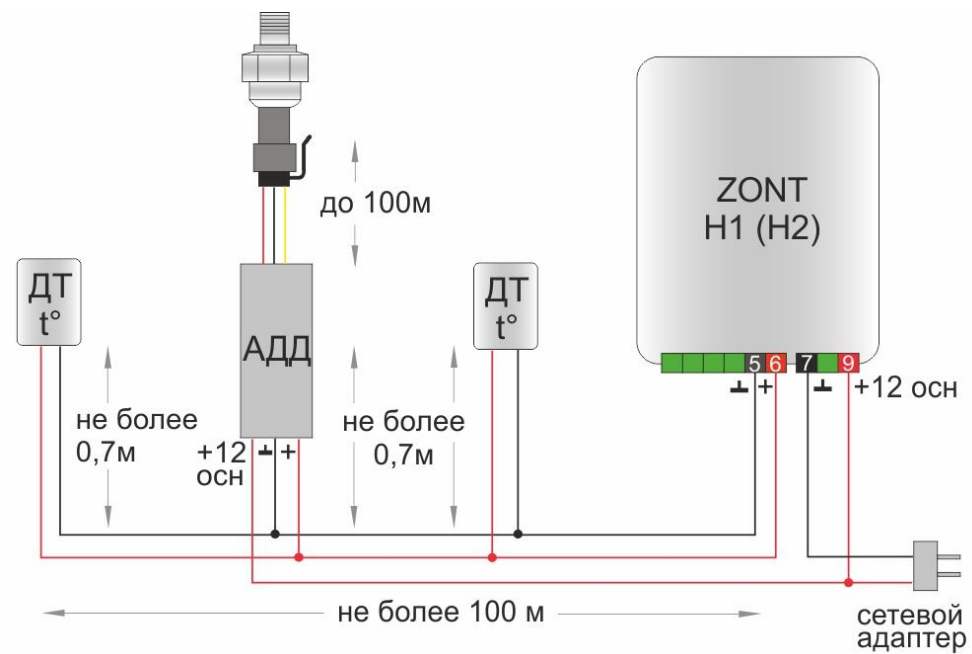 до 100м
ZONT
H1 (H2)
ДТ
t°
АДД
ДТ
t°
5 6 7 9
+
+12 осн
не более
0,7м
+12
осн
+
не более
0,7м
не более 100 м
сетевой
адаптер